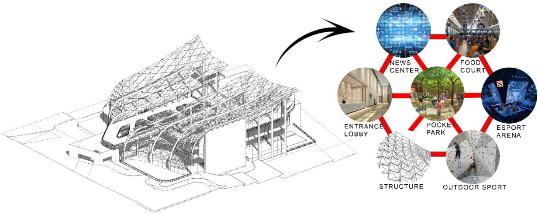 NEWS
CENTER
FOOD
COURT
ENTRANCE
LOBBY
POCKET
PARK
ESPORT
ARENA
STRUCTURE
OUTDOOR SPORT